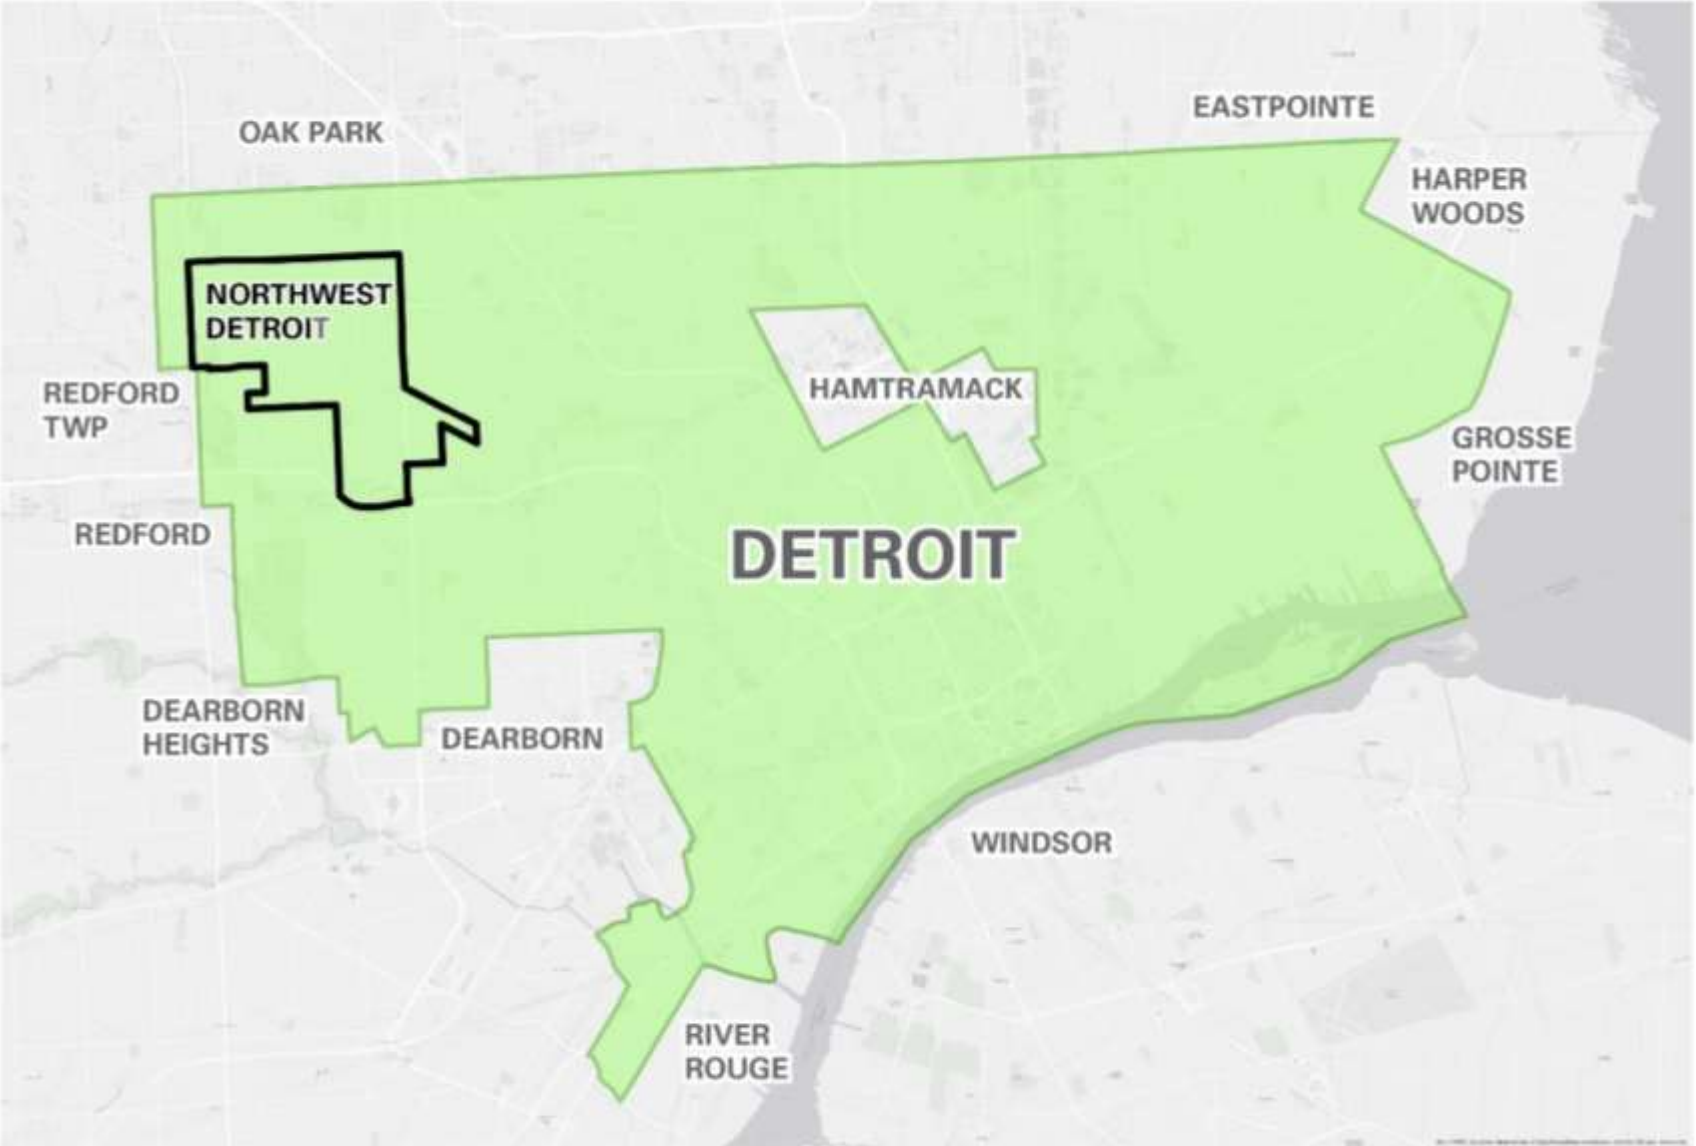 EASTPOINTE
OAK PARK
HARPER
WOODS
NORTHWEST
DETROIT
REDFORD
TWP
HAMTRAMACK
GROSSE
POINTE
REDFORD
DETROIT
DEARBORN
HEIGHTS
DEARBORN
WINDSOR
RIVER
ROUGE